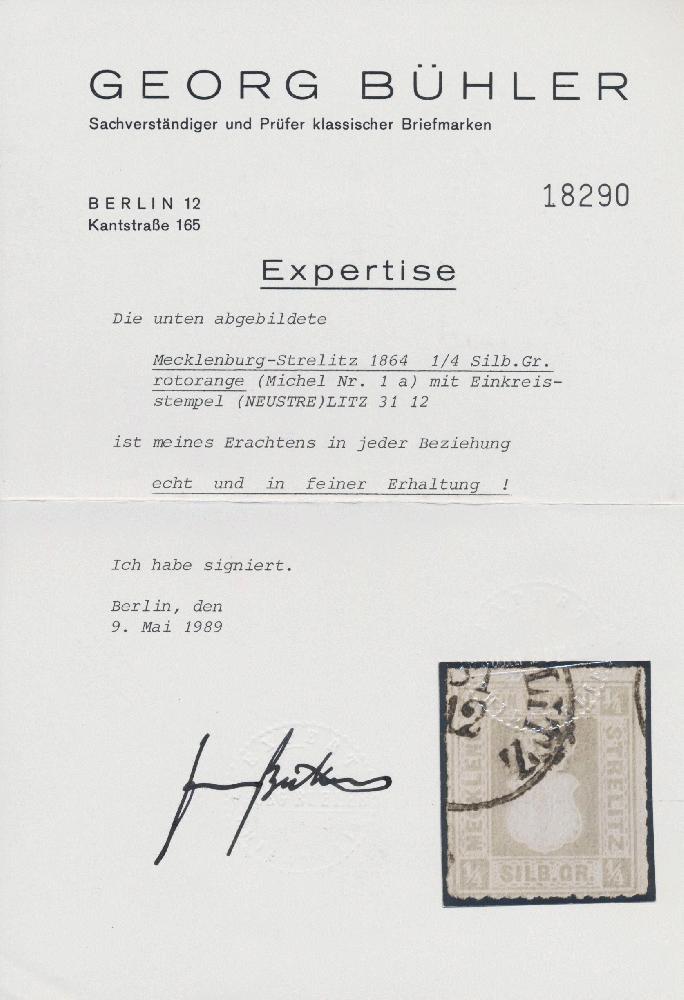 GEORG BÜHLER
Sachverständiger und Prüfer klassischer Briefmarken
BERLIN 12
Kantstraße 165
18290
Expertise
Die unten abgebildete
Mecklenburg-Strelitz 1864 1/4 Silb.Gr.
rotorange (Michel Nr. 1 a) mit Einkreis-
stempel (NEUSTRE)LITZ 31 12
ist meines Erachtens in jeder Beziehung
echt und in feiner Erhaltung !
Ich habe signiert.
Berlin, den
9. Mai 1989
LITZ
MECKLEN
STRELITZ
SILB.GR.